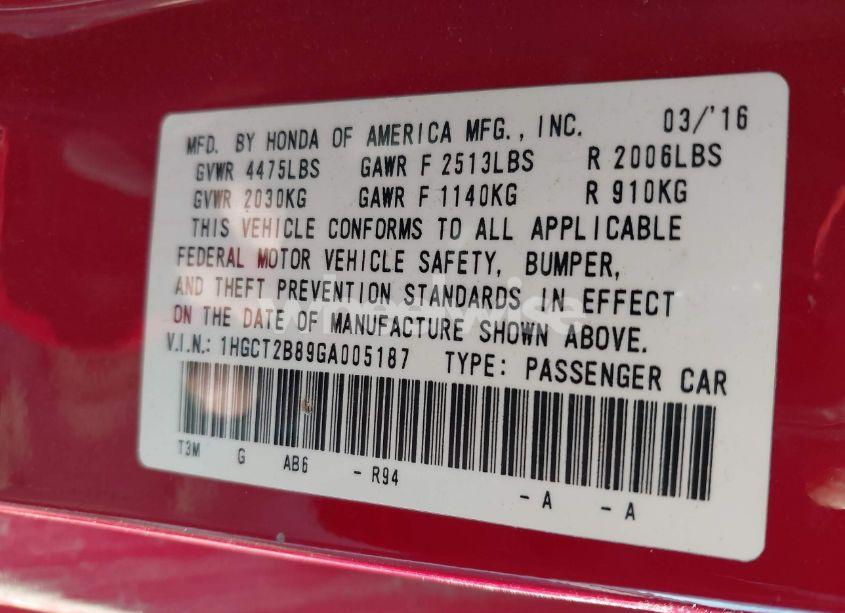 MFD. BY HONDA OF AMERICA MFG., INC. 03/'16
GVWR 4475LBS GAWR F 2513LBS R 2006LBS
GVWR 2030KG GAWR F 1140KG R 910KG
THIS VEHICLE CONFORMS TO ALL APPLICABLE
FEDERAL MOTOR VEHICLE SAFETY, BUMPER,
AND THEFT PREVENTION STANDARDS IN EFFECT
ON THE DATE OF MANUFACTURE SHOWN ABOVE.
V.I.N.: 1HGCT2B89GA005187 TYPE: PASSENGER CAR
T3M G AB6 - R94 - A - A